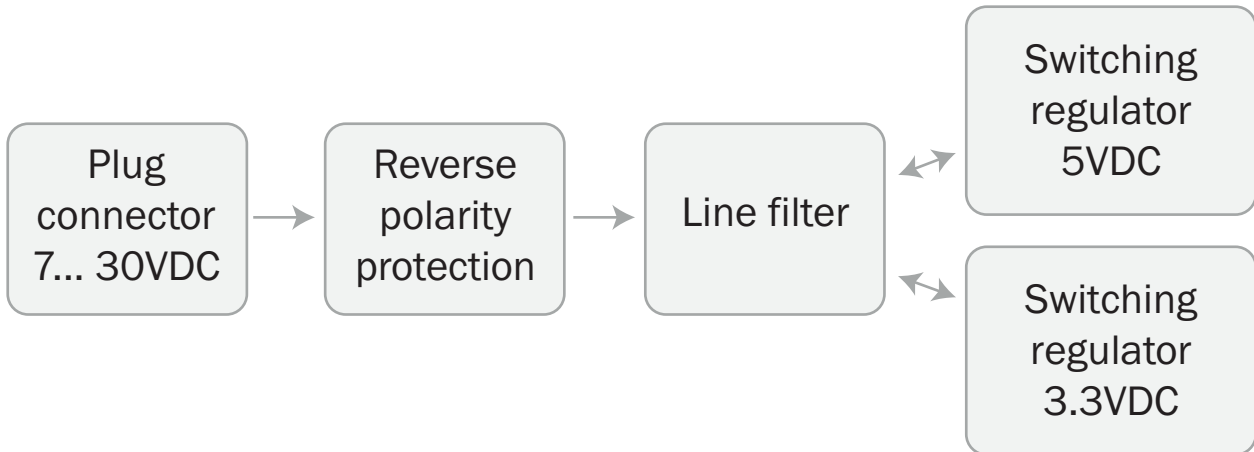 Plug
connector
7... 30VDC
Reverse
polarity
protection
Line filter
Switching
regulator
5VDC
Switching
regulator
3.3VDC